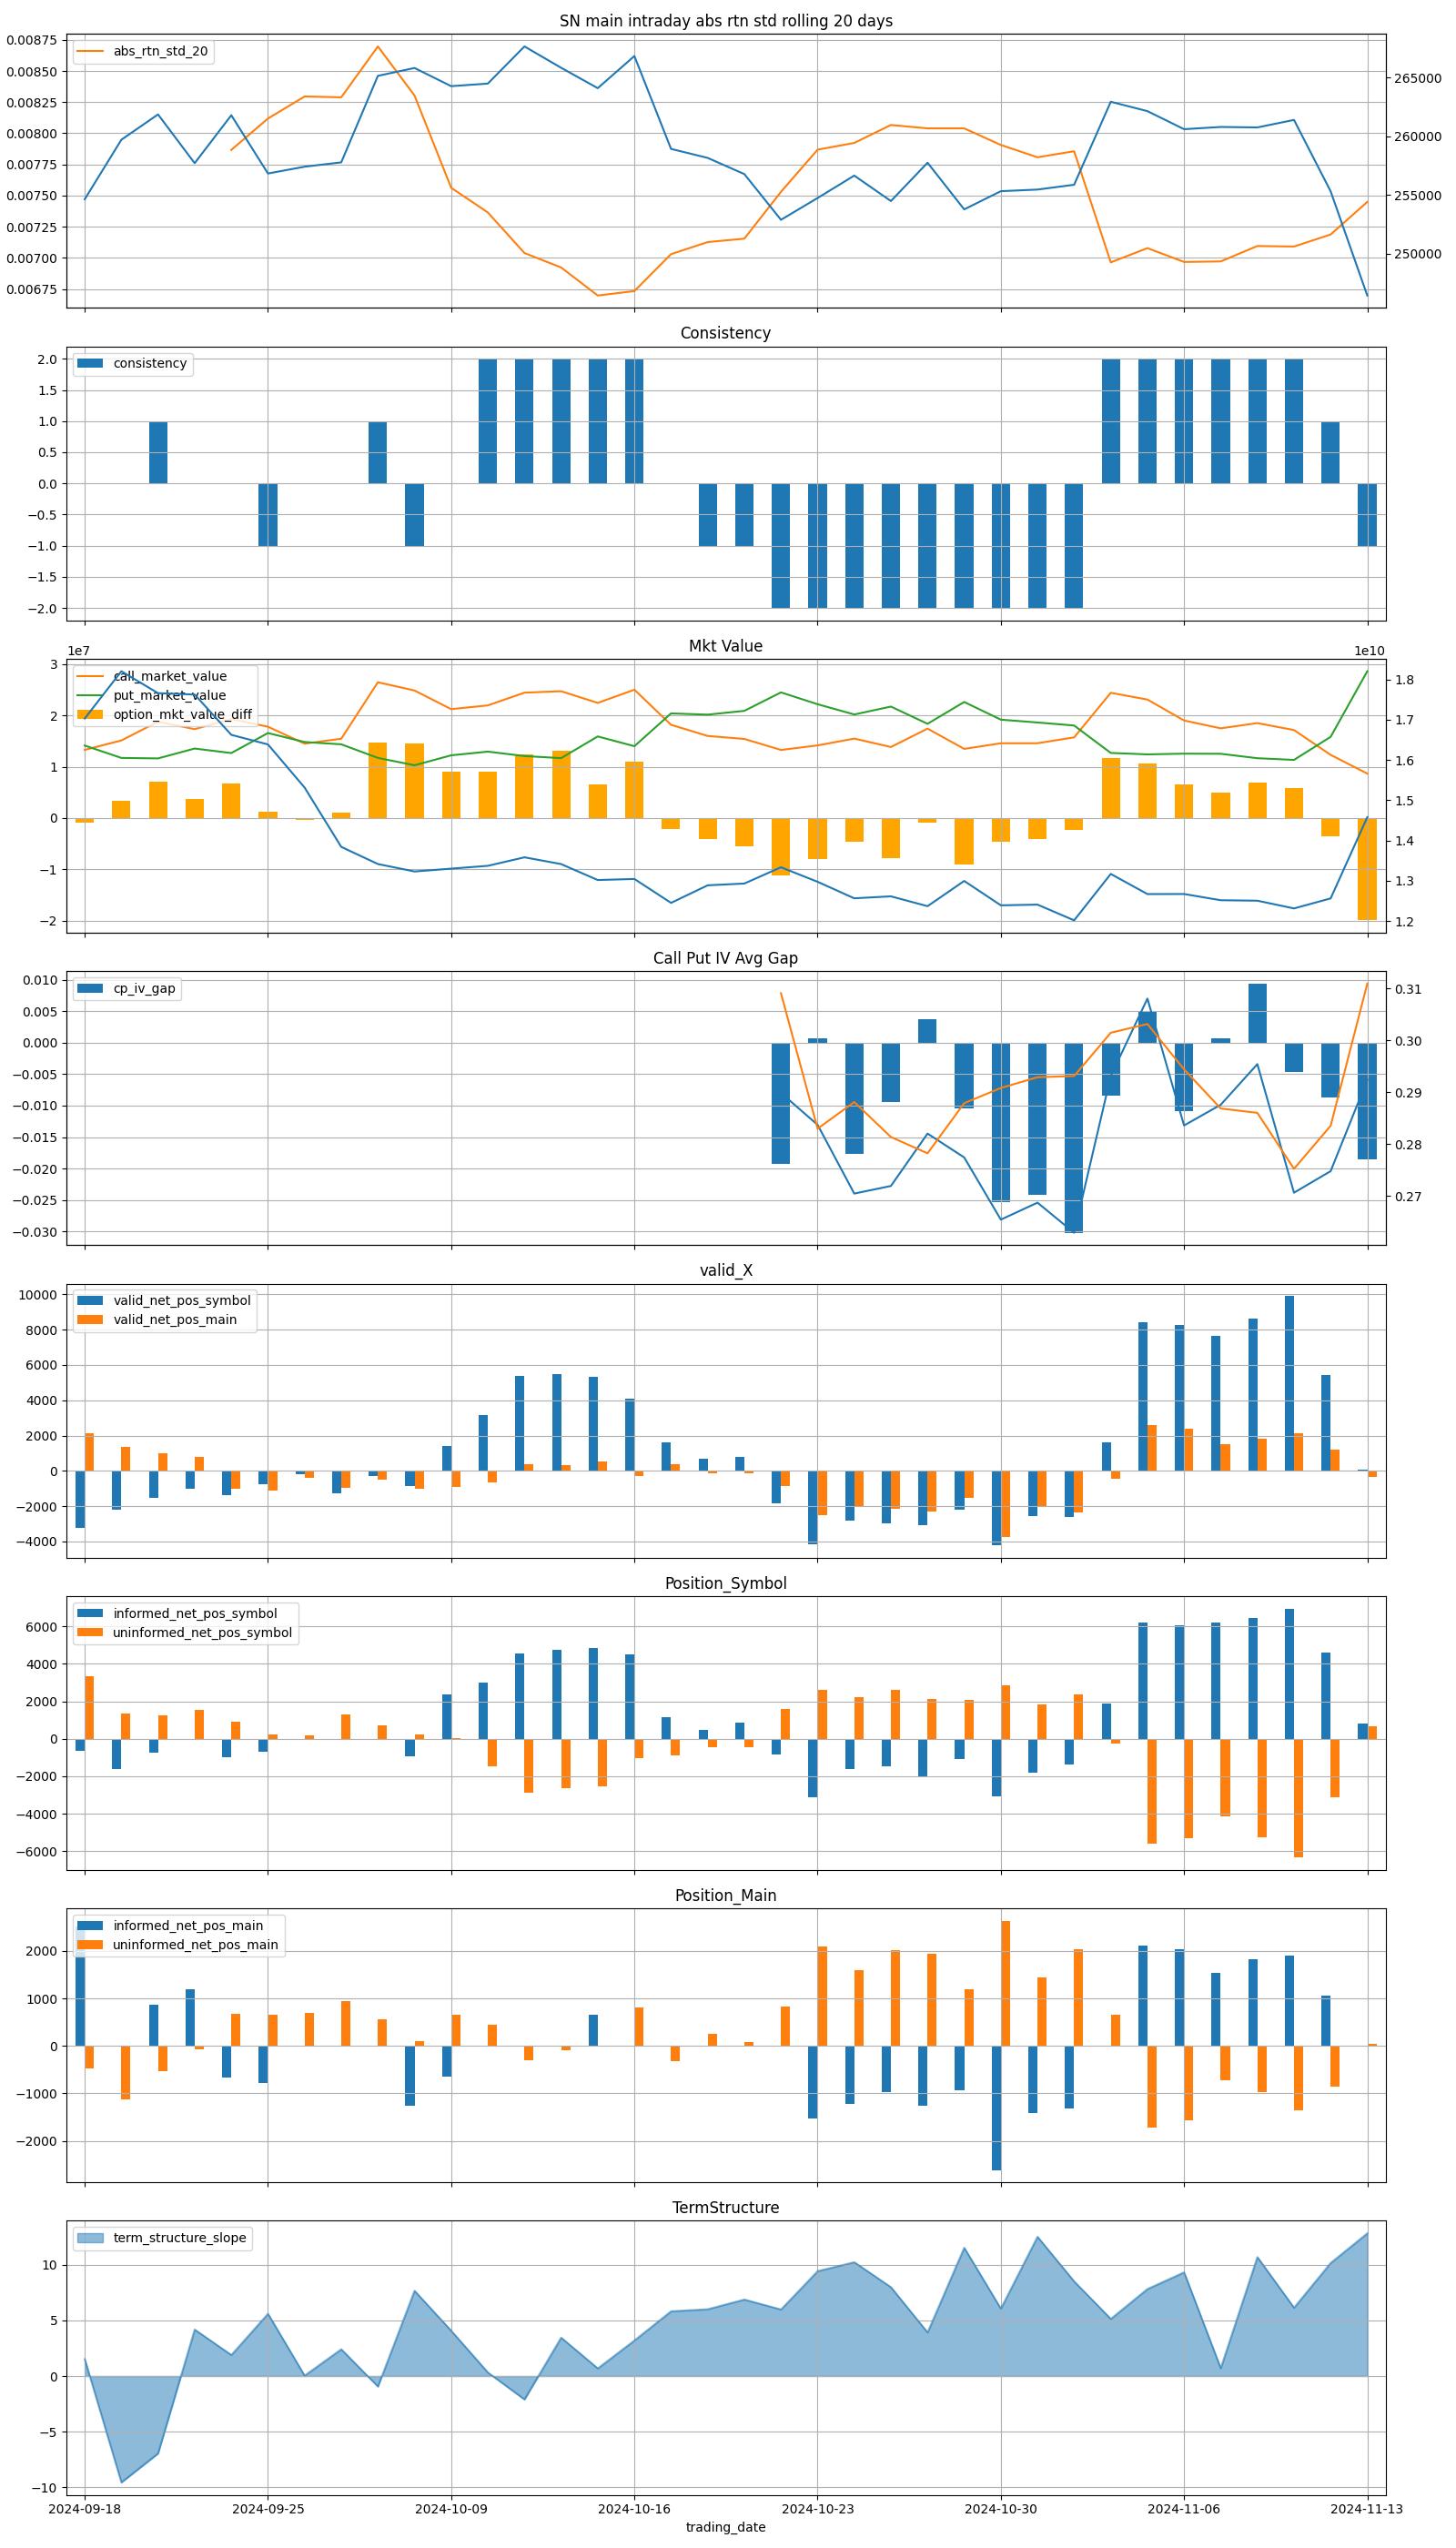 SN main intraday abs rtn std rolling 20 days
abs_rtn_std_20
0.00875
0.00850
0.00825
0.00800
0.00775
0.00750
0.00725
0.00700
0.00675
265000
260000
255000
250000
Consistency
consistency
2.0
1.5
1.0
0.5
0.0
−0.5
−1.0
−1.5
−2.0
Mkt Value
1e7
1e10
call_market_value
put_market_value
option_mkt_value_diff
3
2
1
0
−1
−2
1.8
1.7
1.6
1.5
1.4
1.3
1.2
Call Put IV Avg Gap
cp_iv_gap
0.010
0.005
0.000
−0.005
−0.010
−0.015
−0.020
−0.025
−0.030
0.31
0.30
0.29
0.28
0.27
valid_X
valid_net_pos_symbol
valid_net_pos_main
10000
8000
6000
4000
2000
0
−2000
−4000
Position_Symbol
informed_net_pos_symbol
uninformed_net_pos_symbol
6000
4000
2000
0
−2000
−4000
−6000
Position_Main
informed_net_pos_main
uninformed_net_pos_main
2000
1000
0
−1000
−2000
TermStructure
term_structure_slope
10
5
0
−5
−10
2024-09-18 2024-09-25 2024-10-09 2024-10-16 2024-10-23 2024-10-30 2024-11-06 2024-11-13
trading_date